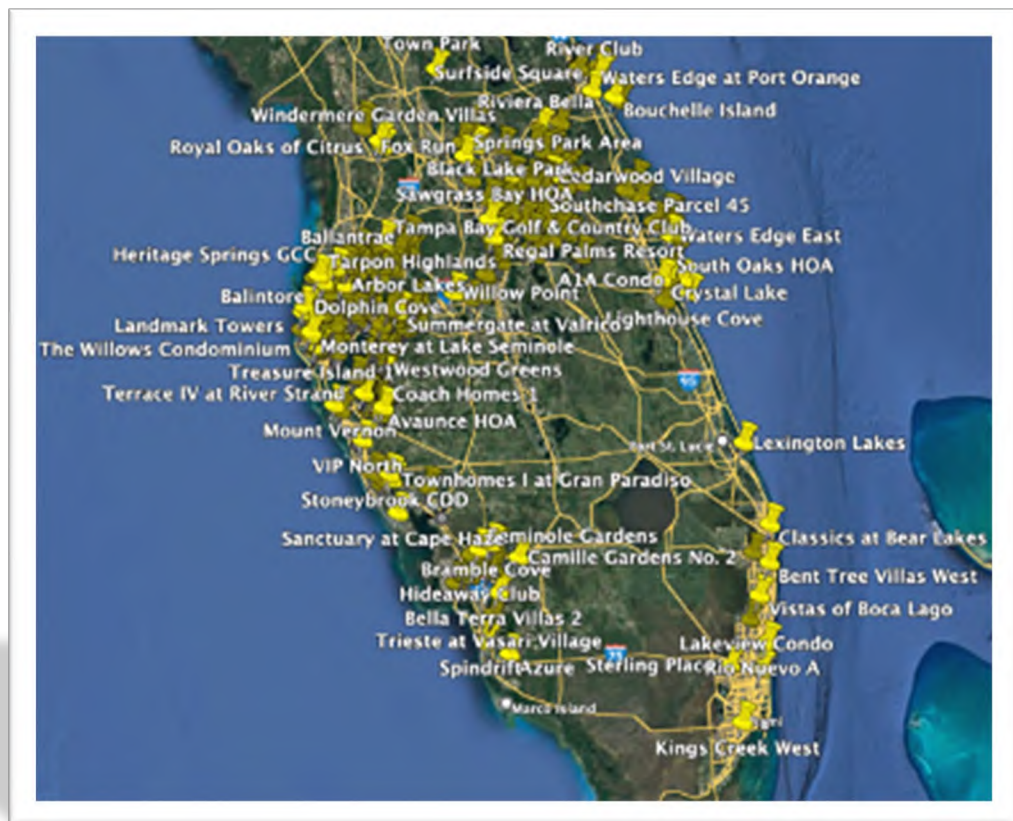 Town Park
River Club
Surfside Square
Waters Edge at Port Orange
Riviera Bella
Bouchelle Island
Windermere Garden Villas
Royal Oaks of Citrus
Fox Run
Springs Park Area
Black Lake Park
Cedarwood Village
Sawgrass Bay HOA
Southchase Parcel 45
Ballantrae
Tampa Bay Golf & Country Club
Waters Edge East
Heritage Springs GCC
Tarpon Highlands
Regal Palms Resort
South Oaks HOA
Arbor Lakes
A1A Condo
Balintore
Willow Point
Crystal Lake
Dolphin Cove
Landmark Towers
Summergate at Valrico
Lighthouse Cove
The Willows Condominium
Monterey at Lake Seminole
Treasure Island 1
Westwood Greens
95
Terrace IV at River Strand
Coach Homes 1
Avaunce HOA
Mount Vernon
Port St. Lucie
Lexington Lakes
VIP North
Townhomes I at Gran Paradiso
Stoneybrook CDD
Sanctuary at Cape Haze
Seminole Gardens
Classics at Bear Lakes
Camille Gardens No. 2
Bramble Cove
Bent Tree Villas West
Hideaway Club
Vistas of Boca Lago
Bella Terra Villas 2
Trieste at Vasari Village
Lakeview Condo
75
Spindrift
Azure
Sterling Place
Rio Nuevo A
Marco Island
Kings Creek West